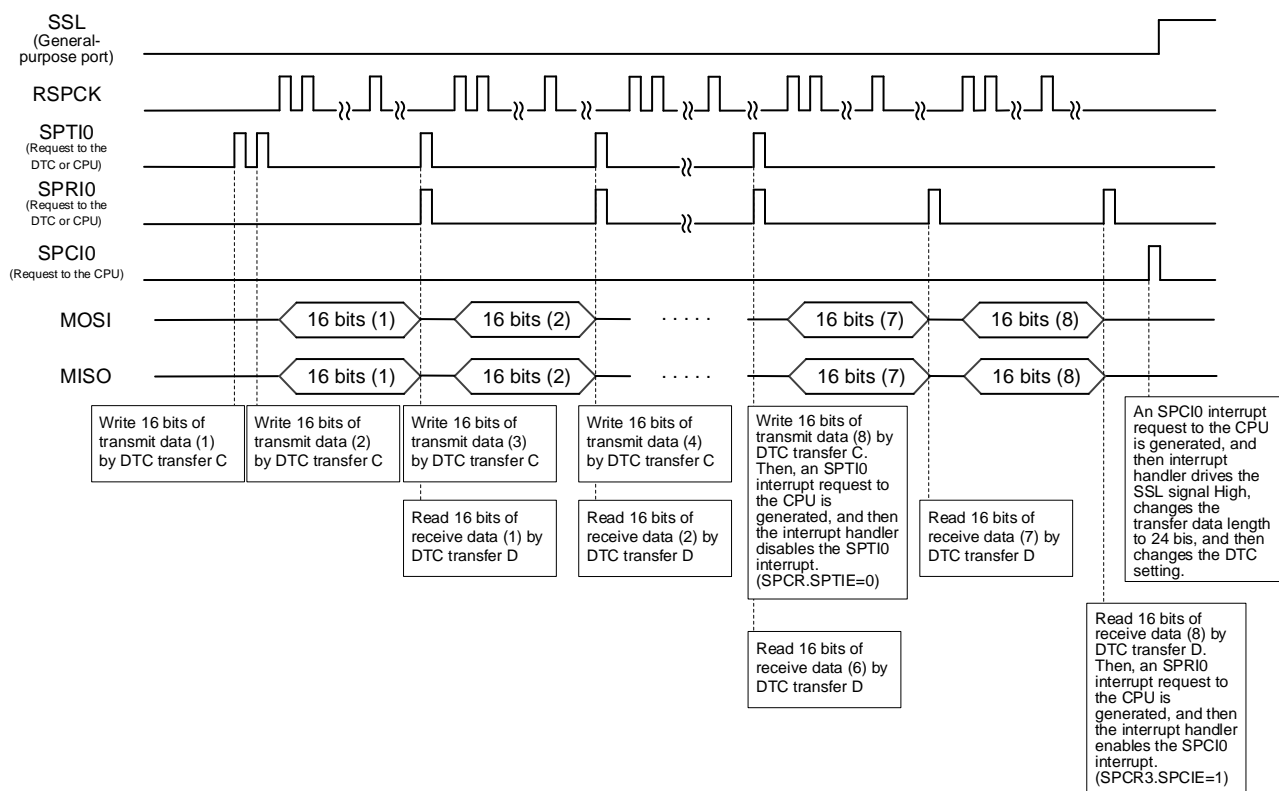 SSL
(General-
purpose port)
RSPCK
SPTI0
(Request to the
DTC or CPU)
SPRI0
(Request to the
DTC or CPU)
SPCI0
(Request to the CPU)
MOSI
16 bits (1)
16 bits (2)
· · · · ·
16 bits (7)
16 bits (8)
MISO
16 bits (1)
16 bits (2)
· · · · ·
16 bits (7)
16 bits (8)
Write 16 bits of
transmit data (1)
by DTC transfer C
Write 16 bits of
transmit data (2)
by DTC transfer C
Write 16 bits of
transmit data (3)
by DTC transfer C
Write 16 bits of
transmit data (4)
by DTC transfer C
Write 16 bits of
transmit data (8) by
DTC transfer C.
Then, an SPTI0
interrupt request to
the CPU is
generated, and then
the interrupt handler
disables the SPTI0
interrupt.
(SPCR.SPTIE=0)
An SPCI0 interrupt
request to the CPU
is generated, and
then interrupt
handler drives the
SSL signal High,
changes the
transfer data length
to 24 bis, and then
changes the DTC
setting.
Read 16 bits of
receive data (1) by
DTC transfer D
Read 16 bits of
receive data (2) by
DTC transfer D
Read 16 bits of
receive data (7) by
DTC transfer D
Read 16 bits of
receive data (6) by
DTC transfer D
Read 16 bits of
receive data (8) by
DTC transfer D.
Then, an SPRI0
interrupt request to
the CPU is
generated, and then
the interrupt handler
enables the SPCI0
interrupt.
(SPCR3.SPCIE=1)